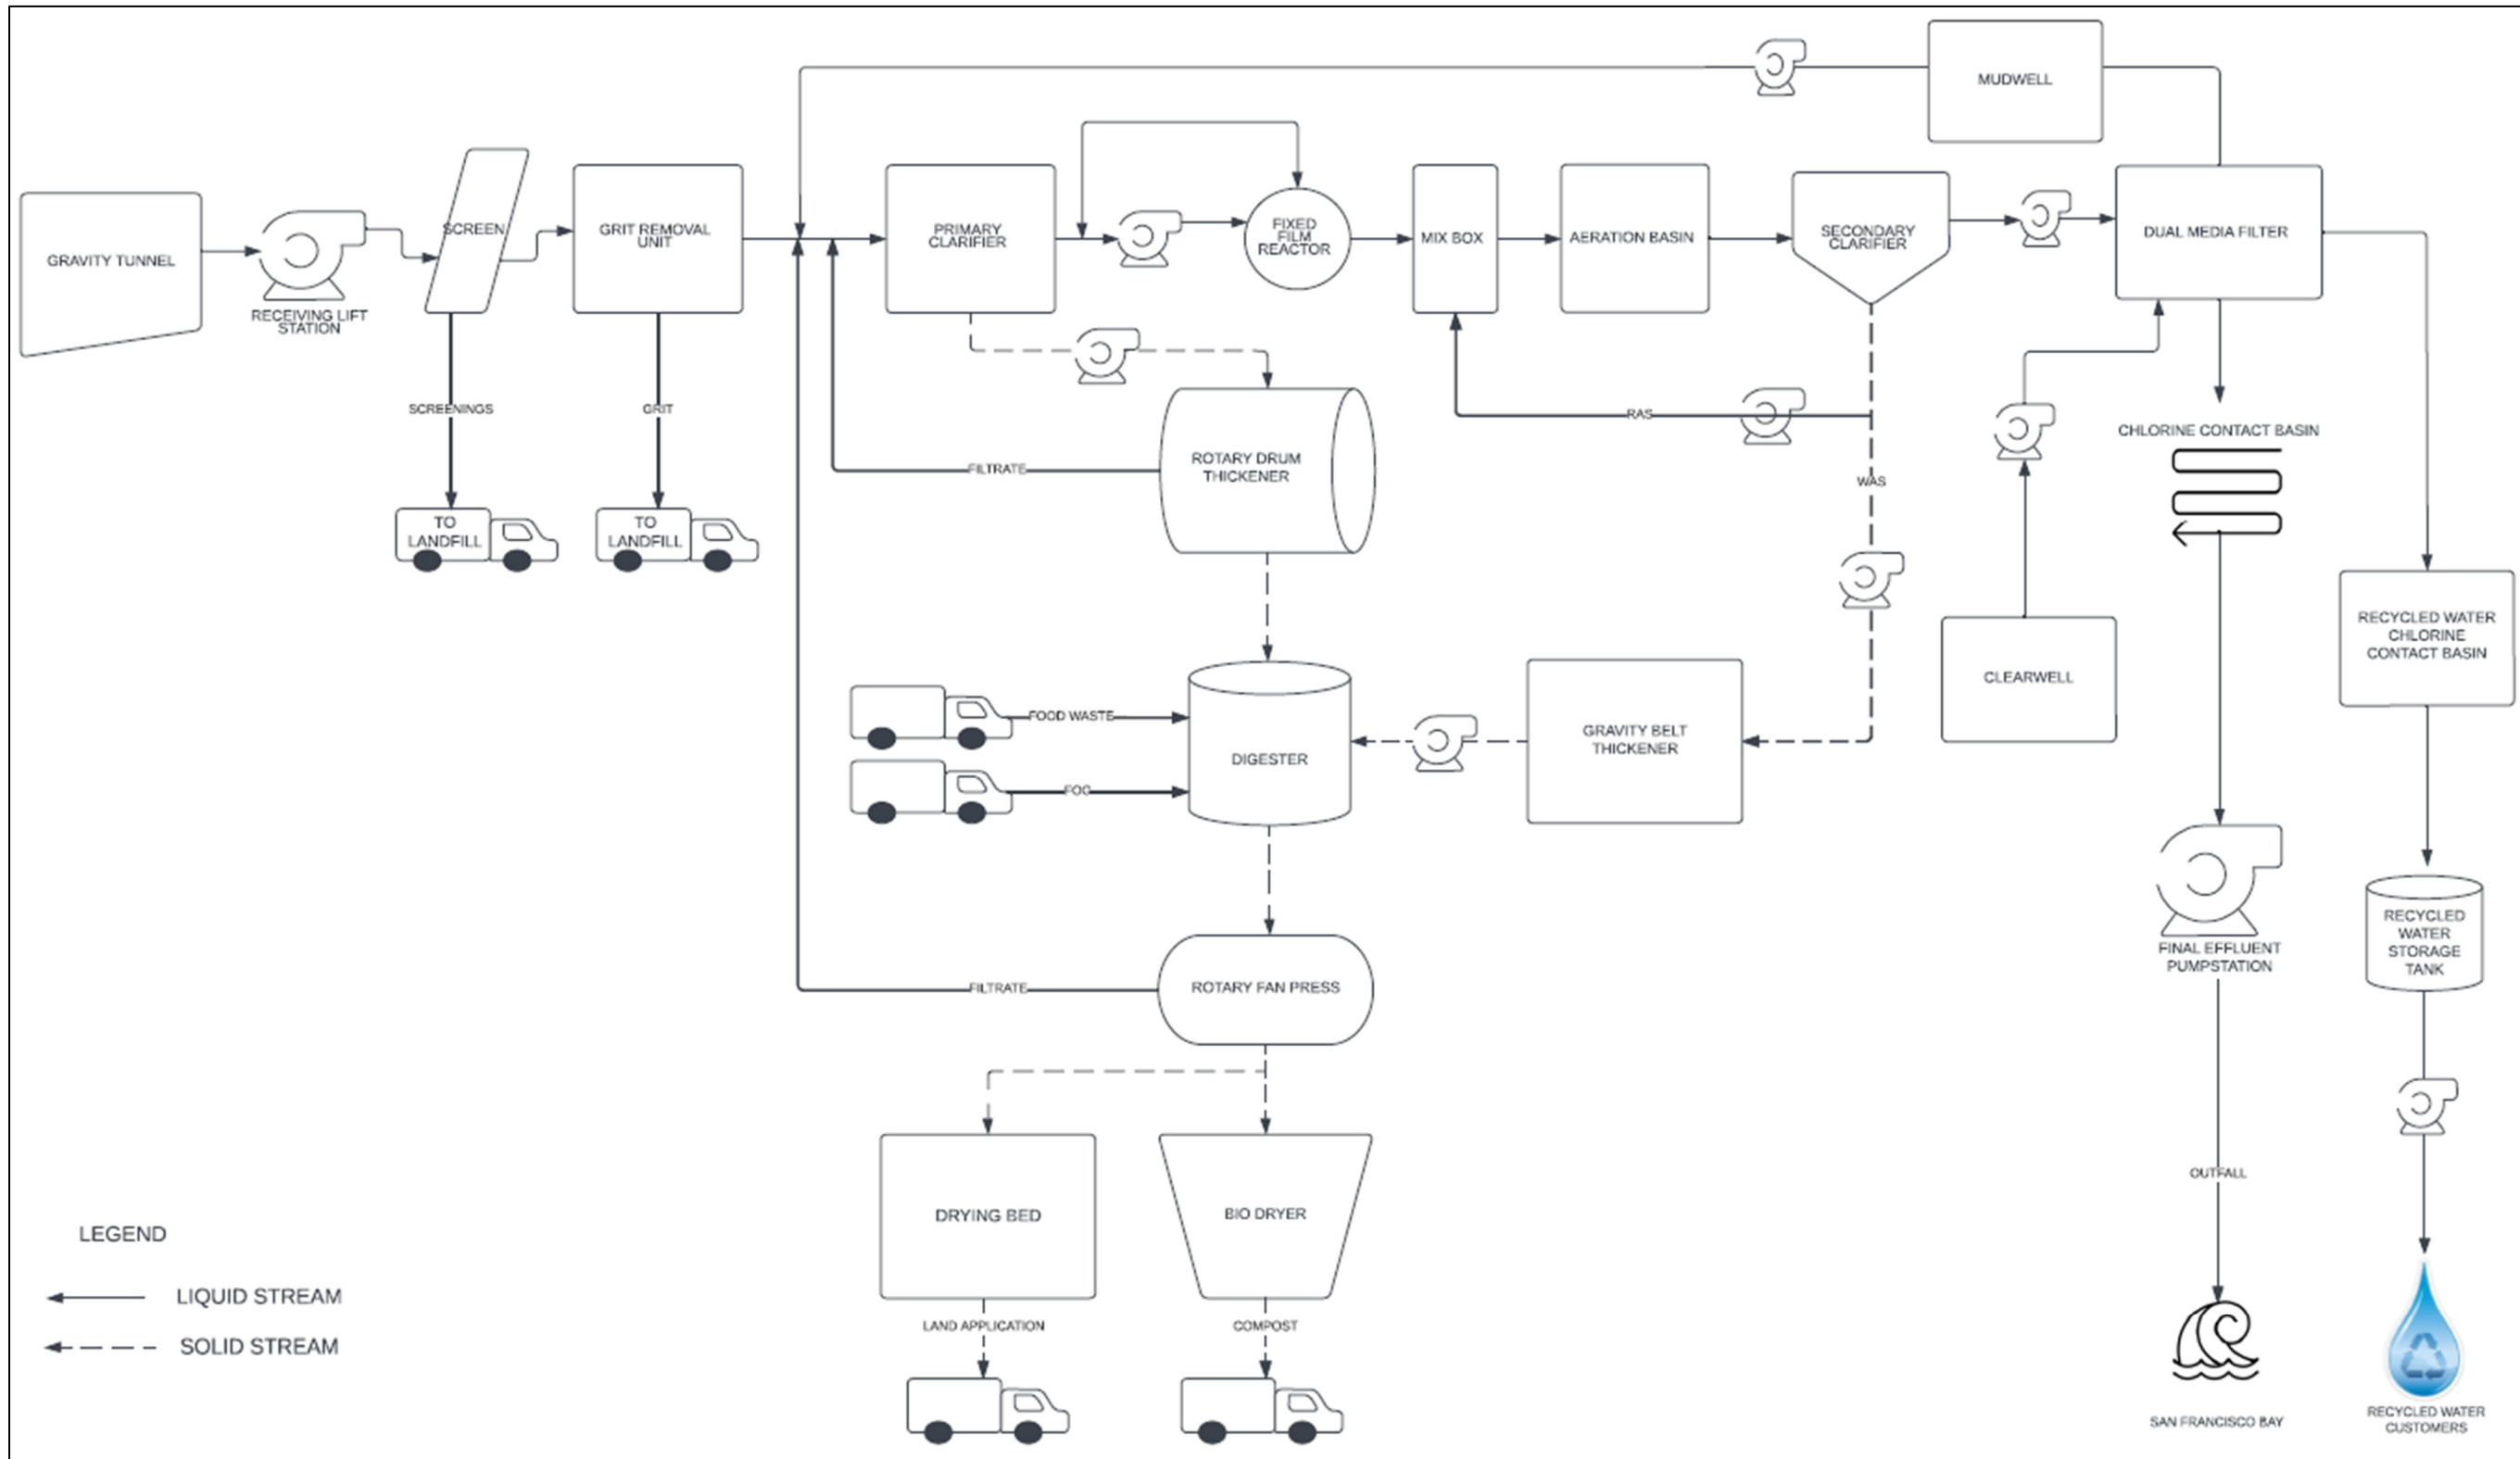 MUDWELL
GRAVITY TUNNEL
RECEIVING LIFT
STATION
SCREEN
GRIT REMOVAL
UNIT
PRIMARY
CLARIFIER
FIXED
FILM
REACTOR
MIX BOX
AERATION BASIN
SECONDARY
CLARIFIER
DUAL MEDIA FILTER
SCREENINGS
GRIT
TO
LANDFILL
TO
LANDFILL
FILTRATE
ROTARY DRUM
THICKENER
RAS
WAS
CHLORINE CONTACT BASIN
RECYCLED WATER
CHLORINE
CONTACT BASIN
CLEARWELL
FOOD WASTE
FOG
DIGESTER
GRAVITY BELT
THICKENER
FINAL EFFLUENT
PUMPSTATION
RECYCLED
WATER
STORAGE
TANK
FILTRATE
ROTARY FAN PRESS
OUTFALL
DRYING BED
BIO DRYER
LAND APPLICATION
COMPOST
LEGEND
LIQUID STREAM
SOLID STREAM
SAN FRANCISCO BAY
RECYCLED WATER
CUSTOMERS